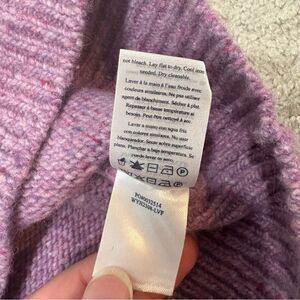 not bleach. Lay flat to dry. Cool iron
needed. Dry cleanable.
Laver à la main à l'eau froide avec
couleurs similaires. Ne pas utiliser
agent de blanchiment. Sécher à plat.
Repasser à basse température si
besoin. Peut être nettoyé à sec.
Lavar a mano con agua fría
con colores similares. No usar
blanqueador. Secar sobre superficie
plana. Planchar a baja temperatura. Se
puede lavar en seco.
PO80032514